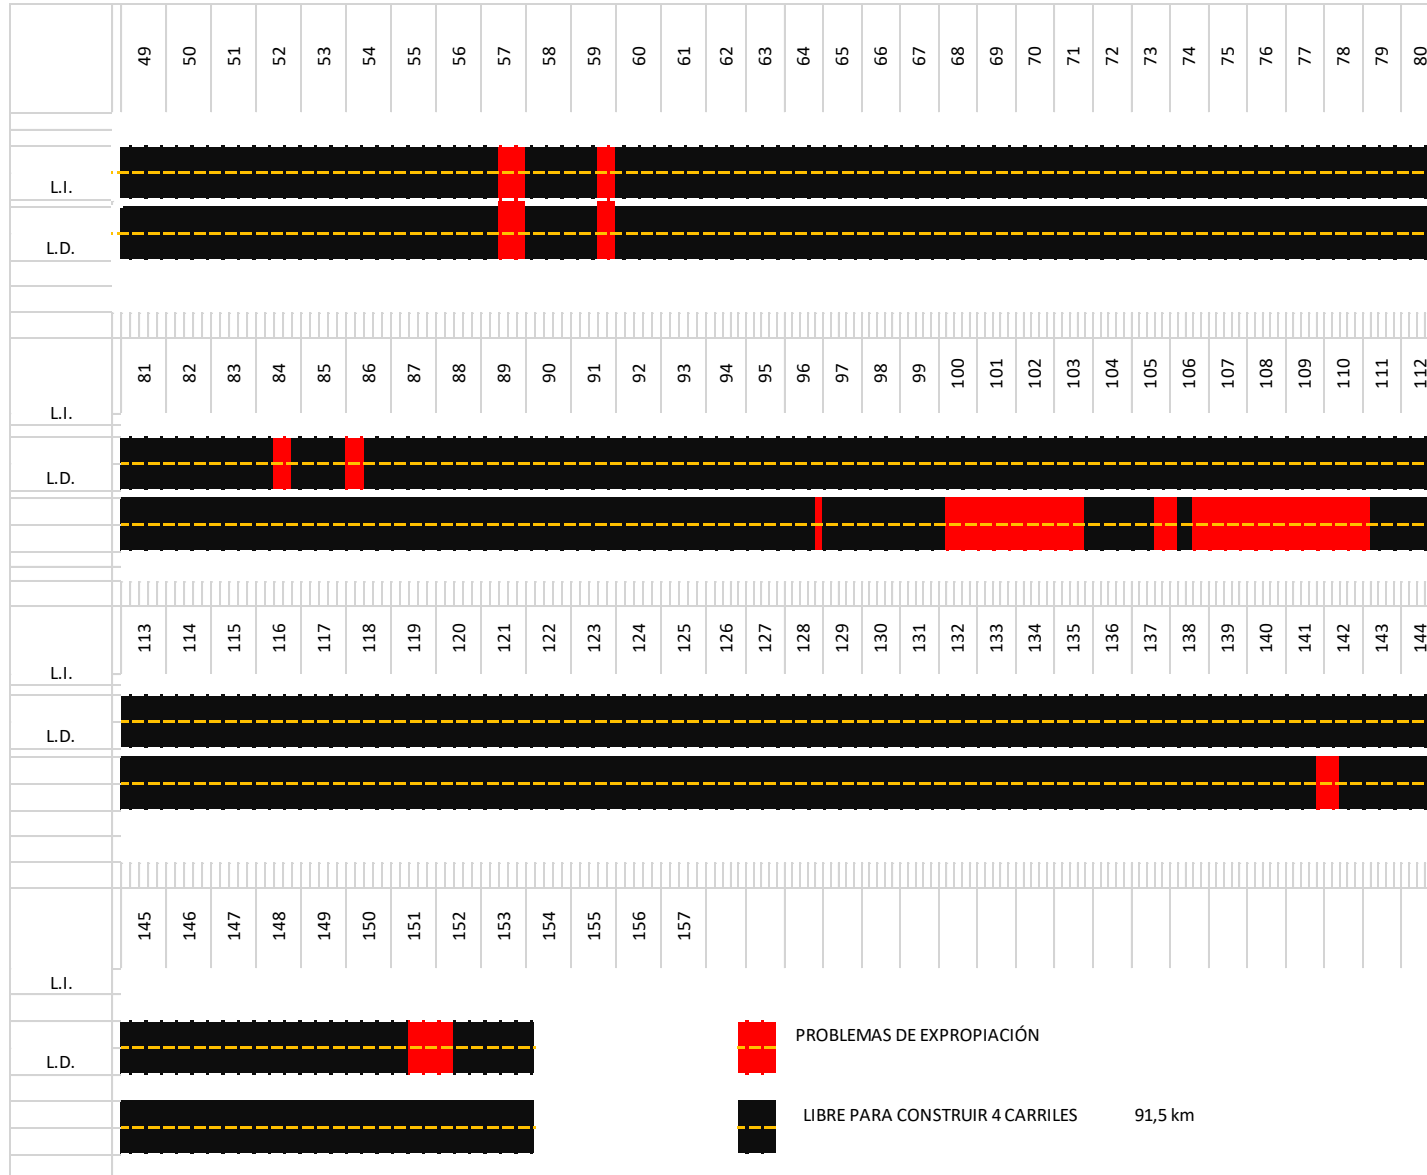 49 50 51 52 53 54 55 56 57 58 59 60 61 62 63 64 65 66 67 68 69 70 71 72 73 74 75 76 77 78 79 80
L.I.
L.D.
81 82 83 84 85 86 87 88 89 90 91 92 93 94 95 96 97 98 99 100 101 102 103 104 105 106 107 108 109 110 111 112
L.I.
L.D.
113 114 115 116 117 118 119 120 121 122 123 124 125 126 127 128 129 130 131 132 133 134 135 136 137 138 139 140 141 142 143 144
L.I.
L.D.
145 146 147 148 149 150 151 152 153 154 155 156 157
L.I.
PROBLEMAS DE EXPROPIACIÓN
L.D.
LIBRE PARA CONSTRUIR 4 CARRILES 91,5 km